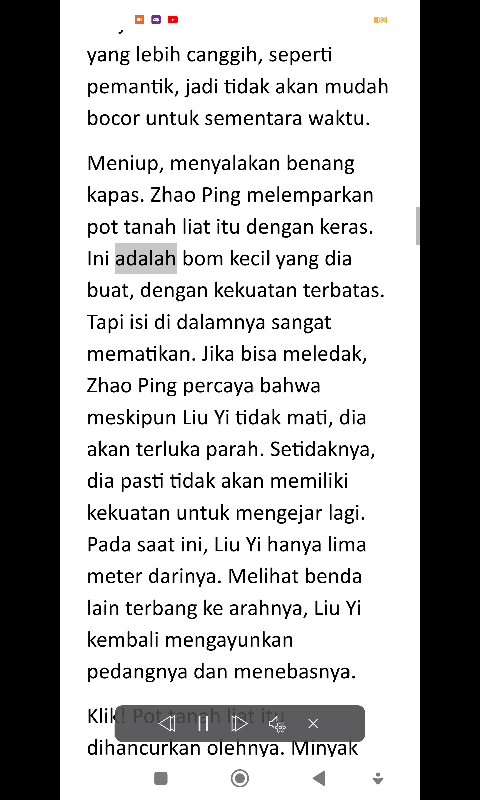 yang lebih canggih, seperti
pemantik, jadi tidak akan mudah
bocor untuk sementara waktu.
Meniup, menyalakan benang
kapas. Zhao Ping melemparkan
pot tanah liat itu dengan keras.
Ini adalah bom kecil yang dia
buat, dengan kekuatan terbatas.
Tapi isi di dalamnya sangat
mematikan. Jika bisa meledak,
Zhao Ping percaya bahwa
meskipun Liu Yi tidak mati, dia
akan terluka parah. Setidaknya,
dia pasti tidak akan memiliki
kekuatan untuk mengejar lagi.
Pada saat ini, Liu Yi hanya lima
meter darinya. Melihat benda
lain terbang ke arahnya, Liu Yi
kembali mengayunkan
pedangnya dan menebasnya.
Klik! Pot tanah liat itu
dihancurkan olehnya. Minyak